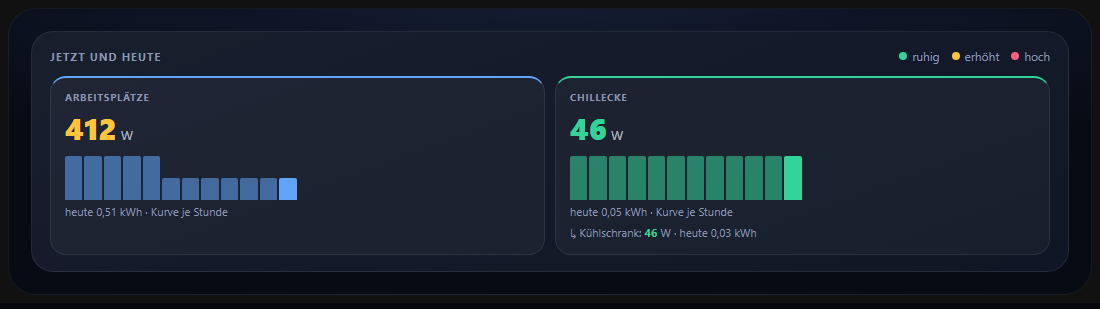 JETZT UND HEUTE
ruhig erhöht hoch
ARBEITSPLÄTZE
412 W
heute 0,51 kWh · Kurve je Stunde
CHILLECKE
46 W
heute 0,05 kWh · Kurve je Stunde
↳ Kühlschrank: 46 W · heute 0,03 kWh